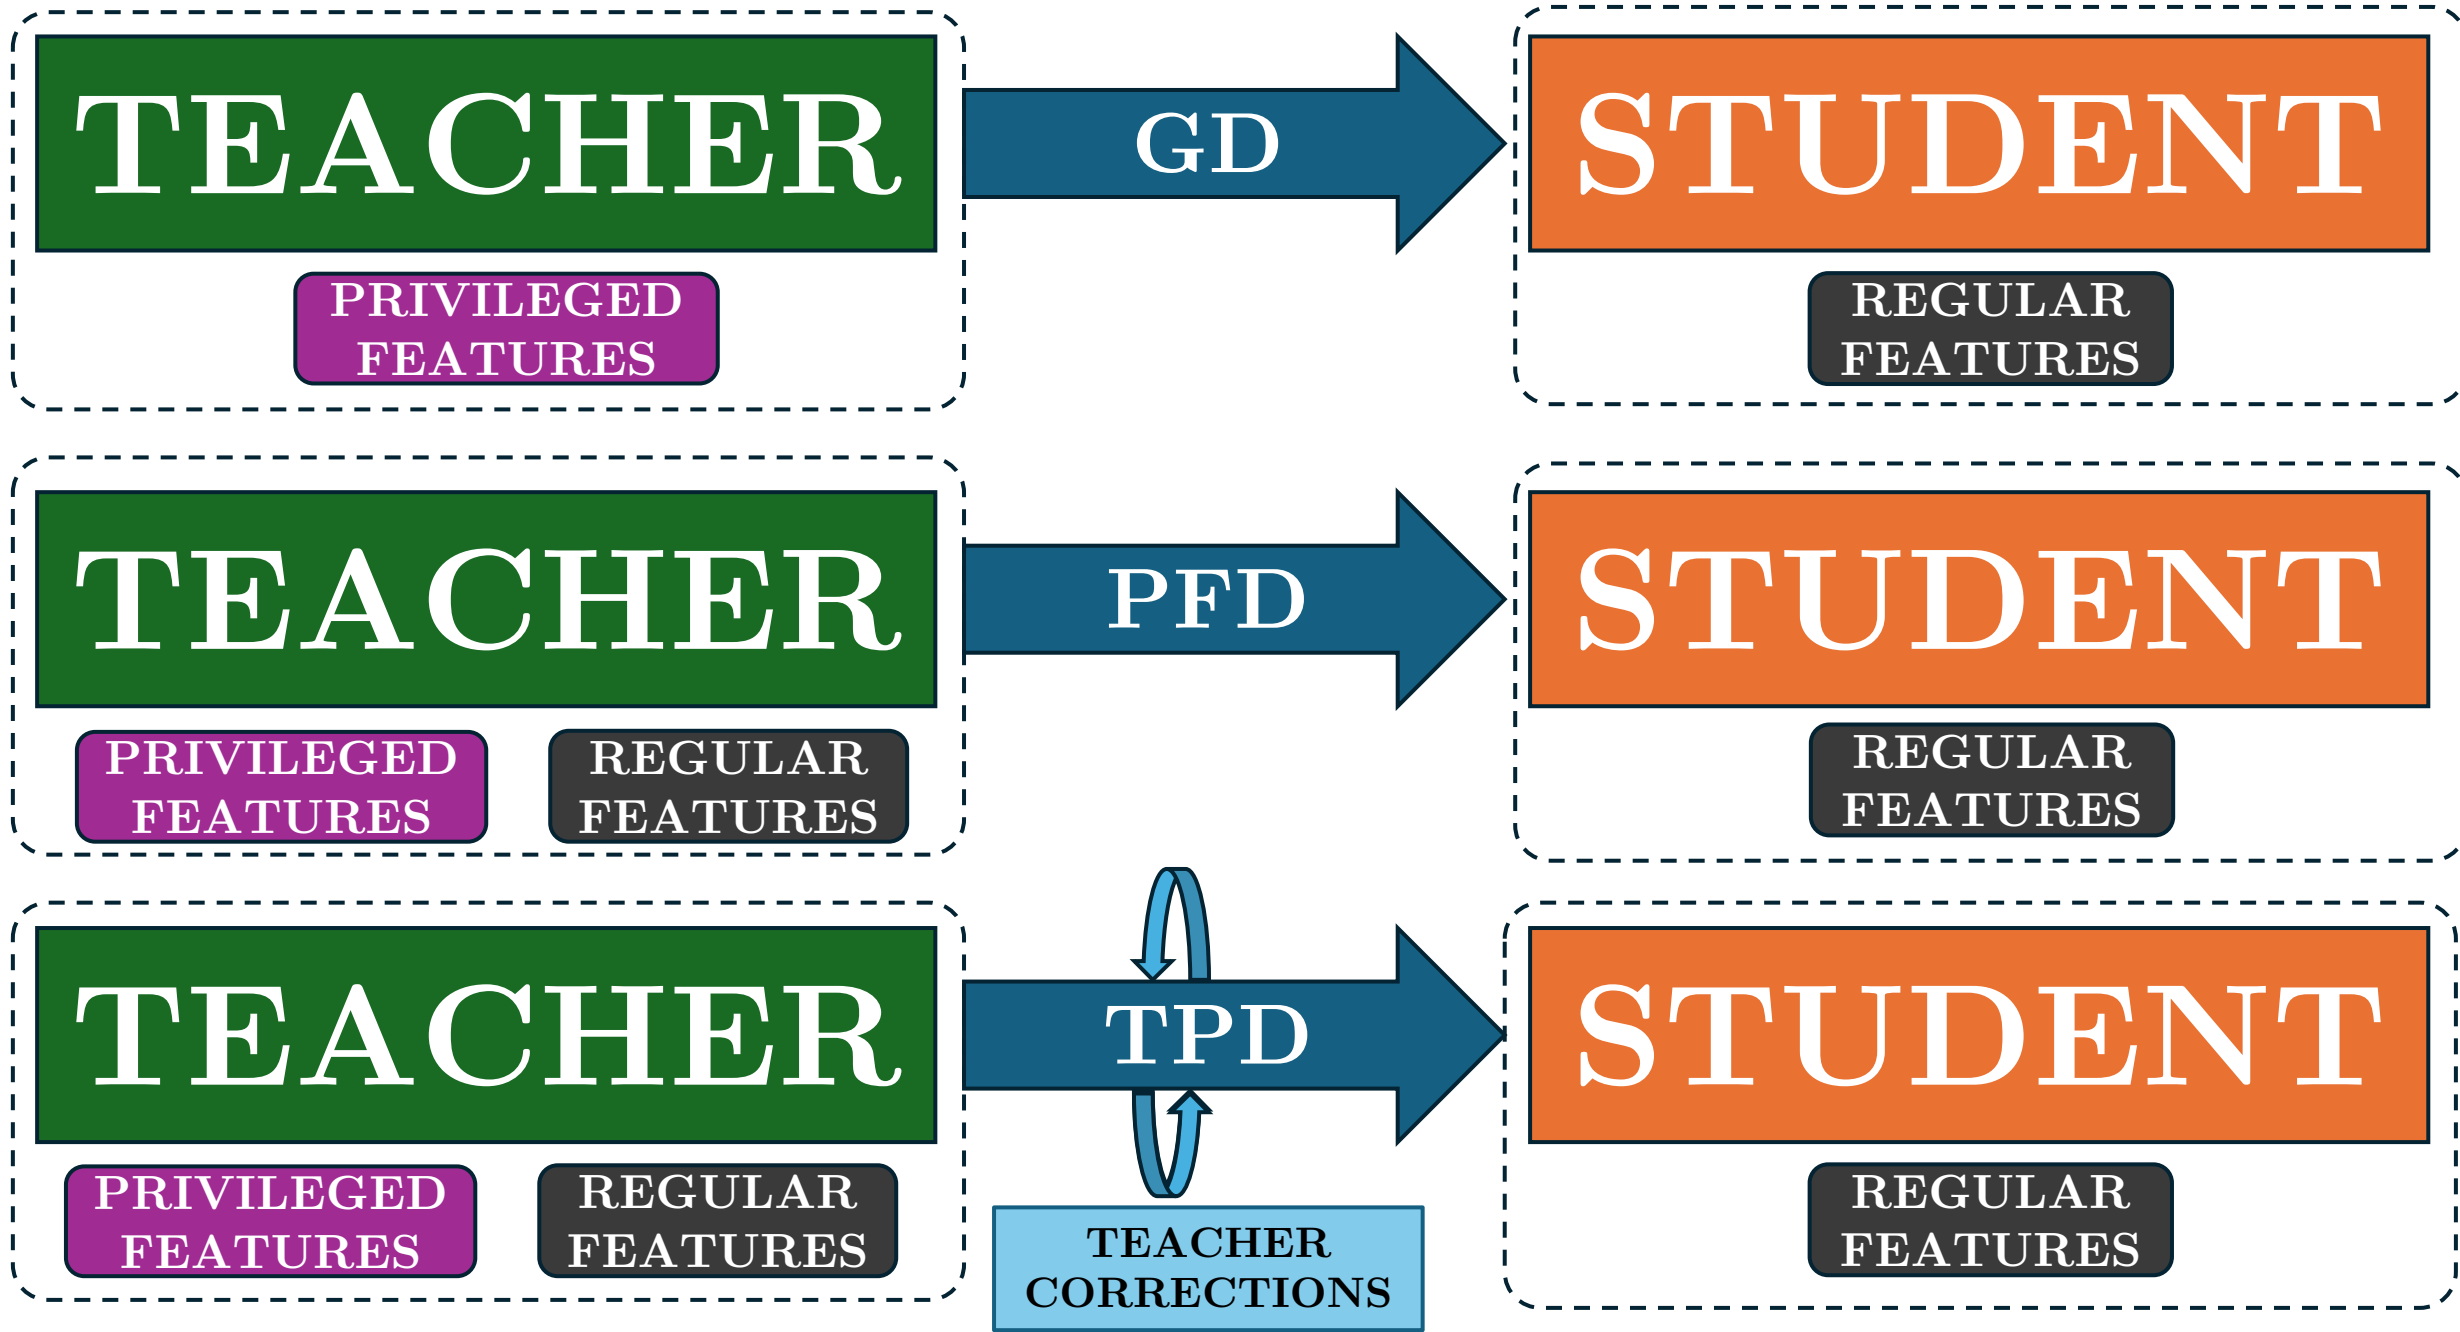 TEACHER
GD
STUDENT
PRIVILEGED
FEATURES
REGULAR
FEATURES
TEACHER
PFD
STUDENT
PRIVILEGED
FEATURES
REGULAR
FEATURES
REGULAR
FEATURES
TEACHER
TPD
STUDENT
PRIVILEGED
FEATURES
REGULAR
FEATURES
TEACHER
CORRECTIONS
REGULAR
FEATURES